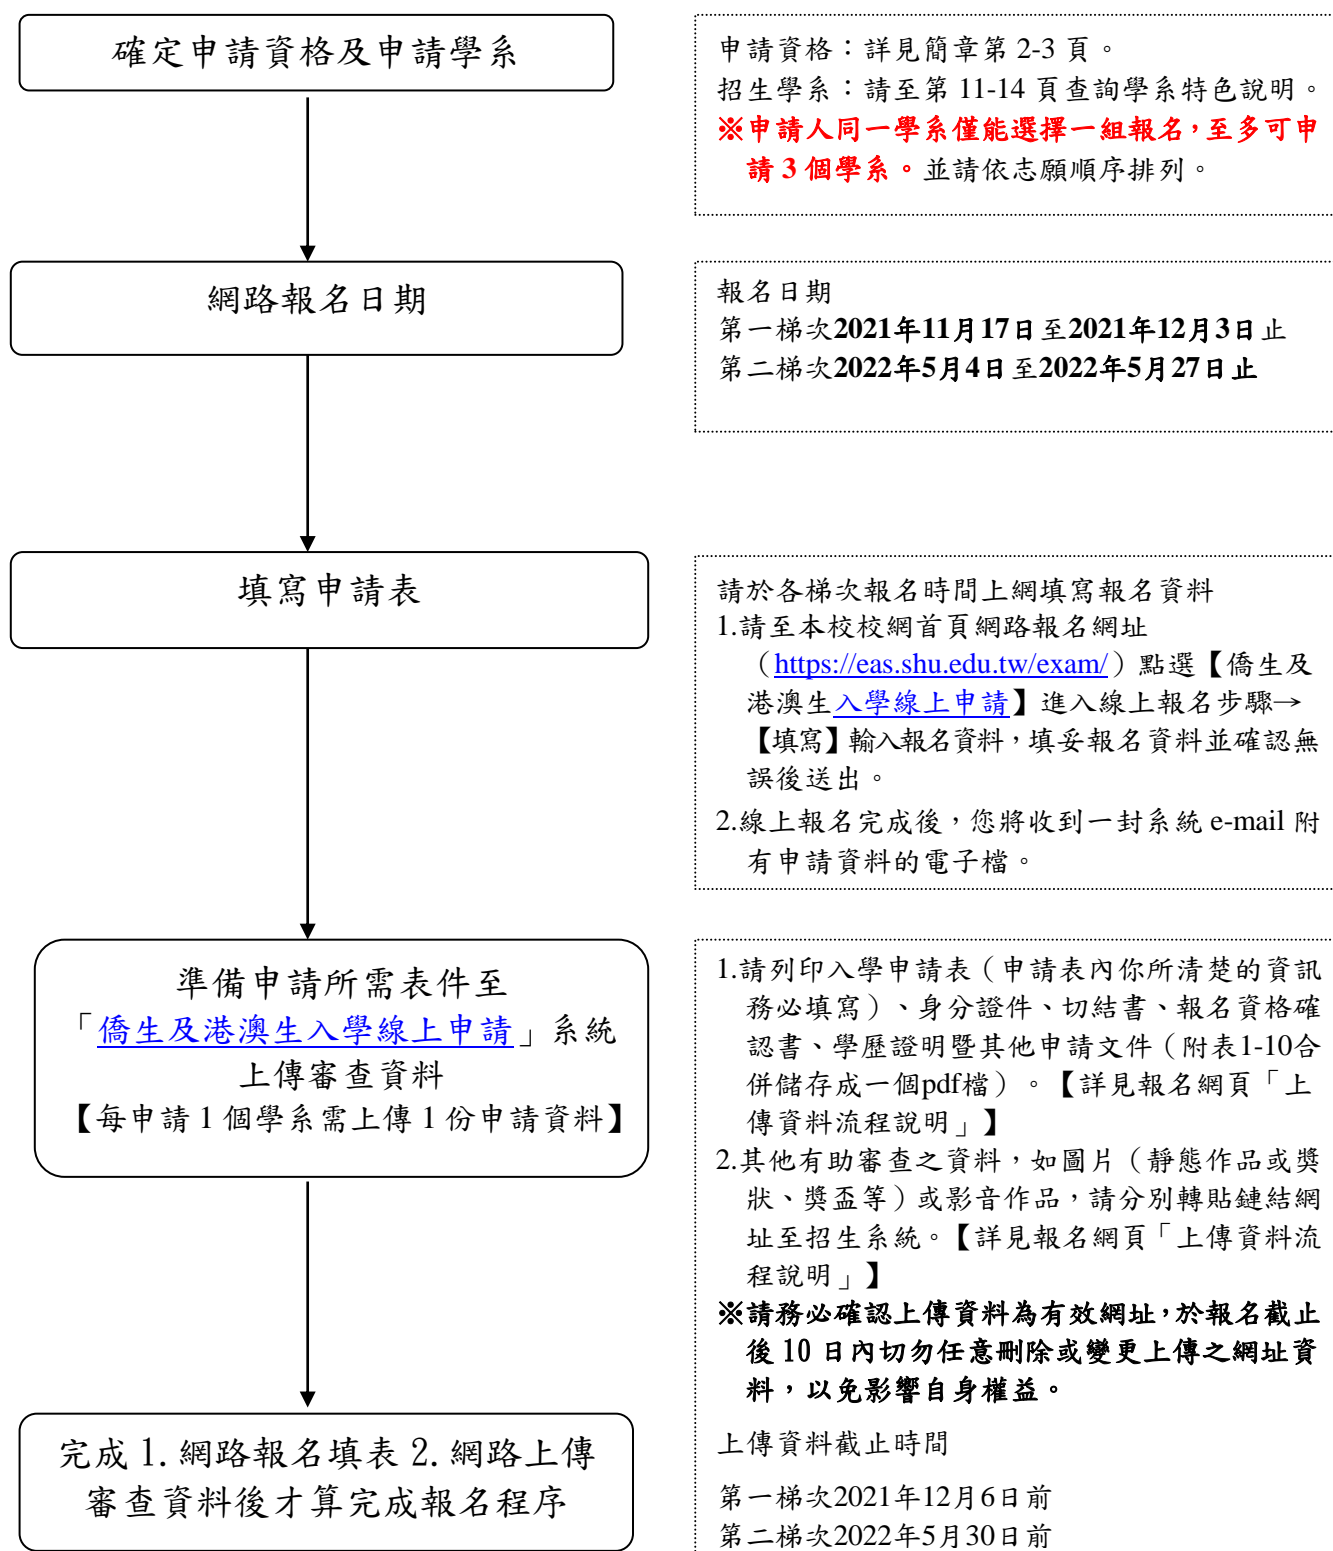 確定申請資格及申請學系
申請資格：詳見簡章第 2-3 頁。
招生學系：請至第 11-14 頁查詢學系特色說明。
※申請人同一學系僅能選擇一組報名，至多可申
請 3 個學系。並請依志願順序排列。
網路報名日期
報名日期
第一梯次2021年11月17日至2021年12月3日止
第二梯次2022年5月4日至2022年5月27日止
填寫申請表
請於各梯次報名時間上網填寫報名資料
1.請至本校校網首頁網路報名網址
（https://eas.shu.edu.tw/exam/）點選【僑生及
港澳生入學線上申請】進入線上報名步驟→
【填寫】輸入報名資料，填妥報名資料並確認無
誤後送出。
2.線上報名完成後，您將收到一封系統 e-mail 附
有申請資料的電子檔。
準備申請所需表件至
「僑生及港澳生入學線上申請」系統
上傳審查資料
【每申請 1 個學系需上傳 1 份申請資料】
1.請列印入學申請表（申請表內你所清楚的資訊
務必填寫）、身分證件、切結書、報名資格確
認書、學歷證明暨其他申請文件（附表1-10合
併儲存成一個pdf檔）。【詳見報名網頁「上
傳資料流程說明」】
2.其他有助審查之資料，如圖片（靜態作品或獎
狀、獎盃等）或影音作品，請分別轉貼鏈結網
址至招生系統。【詳見報名網頁「上傳資料流
程說明」】
※請務必確認上傳資料為有效網址，於報名截止
後 10 日內切勿任意刪除或變更上傳之網址資
料，以免影響自身權益。
上傳資料截止時間
第一梯次2021年12月6日前
第二梯次2022年5月30日前
完成 1. 網路報名填表 2. 網路上傳
審查資料後才算完成報名程序